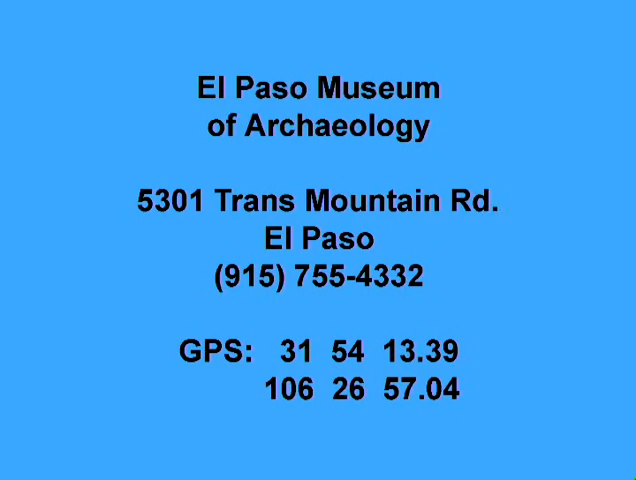 El Paso Museum
of Archaeology
5301 Trans Mountain Rd.
El Paso
(915) 755-4332
GPS: 31 54 13.39
106 26 57.04